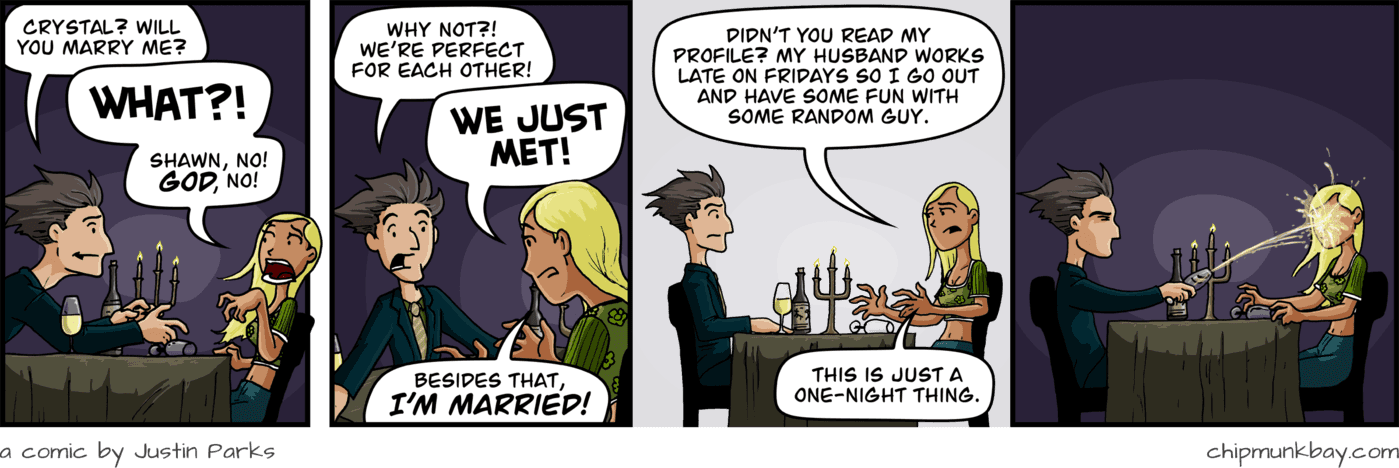 CRYSTAL? WILL
YOU MARRY ME?
WHAT?!
SHAWN, NO!
GOD, NO!
WHY NOT?!
WE'RE PERFECT
FOR EACH OTHER!
WE JUST
MET!
BESIDES THAT,
I'M MARRIED!
DIDN'T YOU READ MY
PROFILE? MY HUSBAND WORKS
LATE ON FRIDAYS SO I GO OUT
AND HAVE SOME FUN WITH
SOME RANDOM GUY.
THIS IS JUST A
ONE-NIGHT THING.
a comic by Justin Parks
chipmunkbay.com